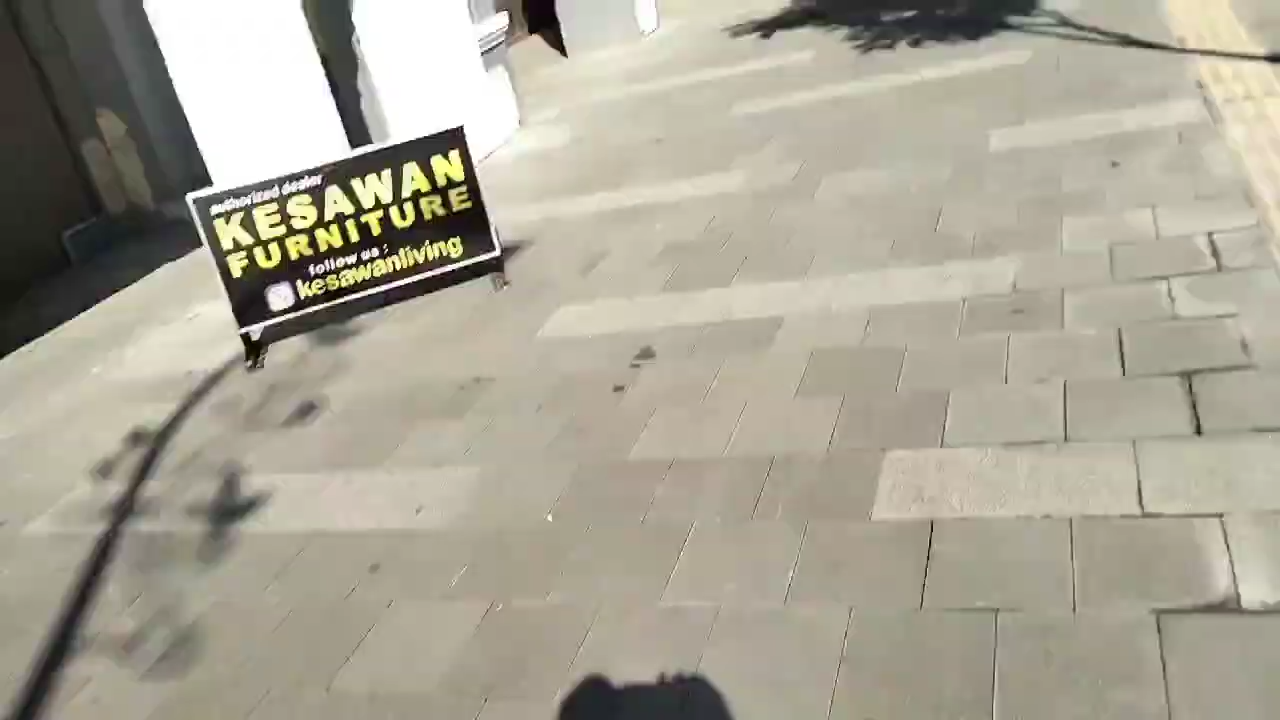 authorized dealer
KESAWAN
FURNITURE
follow us :
kesawanliving